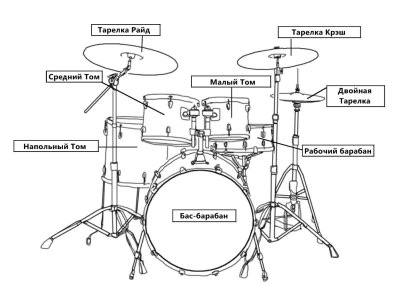 Тарелка Райд
Тарелка Крэш
Средний Том
Малый Том
Двойная
Тарелка
Напольный Том
Рабочий барабан
Бас-барабан